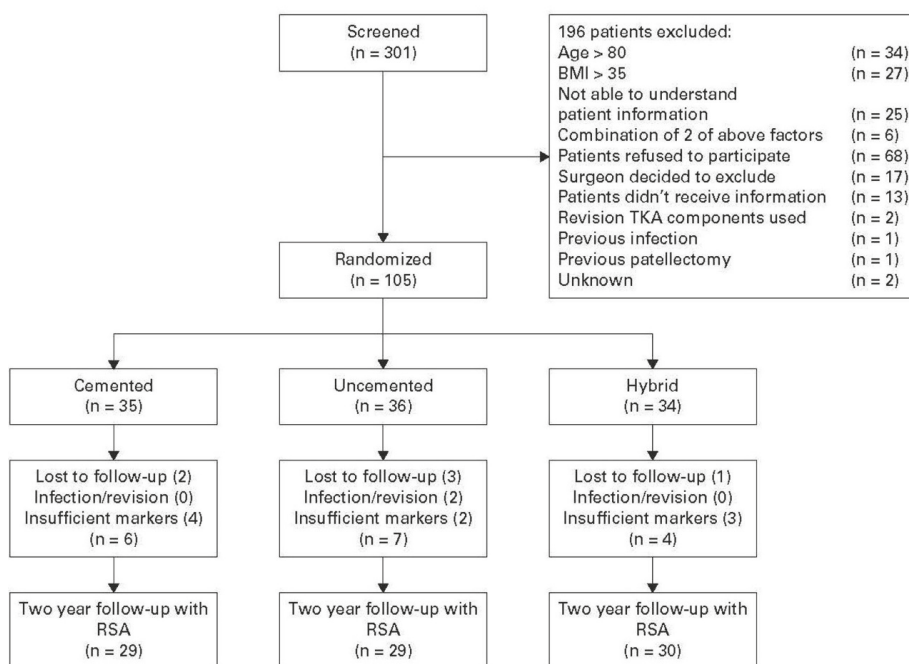 Screened
(n = 301)
196 patients excluded:
Age > 80 (n = 34)
BMI > 35 (n = 27)
Not able to understand
patient information (n = 25)
Combination of 2 of above factors (n = 6)
Patients refused to participate (n = 68)
Surgeon decided to exclude (n = 17)
Patients didn't receive information (n = 13)
Revision TKA components used (n = 2)
Previous infection (n = 1)
Previous patellectomy (n = 1)
Unknown (n = 2)
Randomized
(n = 105)
Cemented
(n = 35)
Uncemented
(n = 36)
Hybrid
(n = 34)
Lost to follow-up (2)
Infection/revision (0)
Insufficient markers (4)
n = 6)
Lost to follow-up (3)
Infection/revision (2)
Insufficient markers (2)
n = 7)
Lost to follow-up (1)
Infection/revision (0)
Insufficient markers (3)
n = 4)
Two year follow-up with
RSA
(n = 29)
Two year follow-up with
RSA
(n = 29)
Two year follow-up with
RSA
(n = 30)